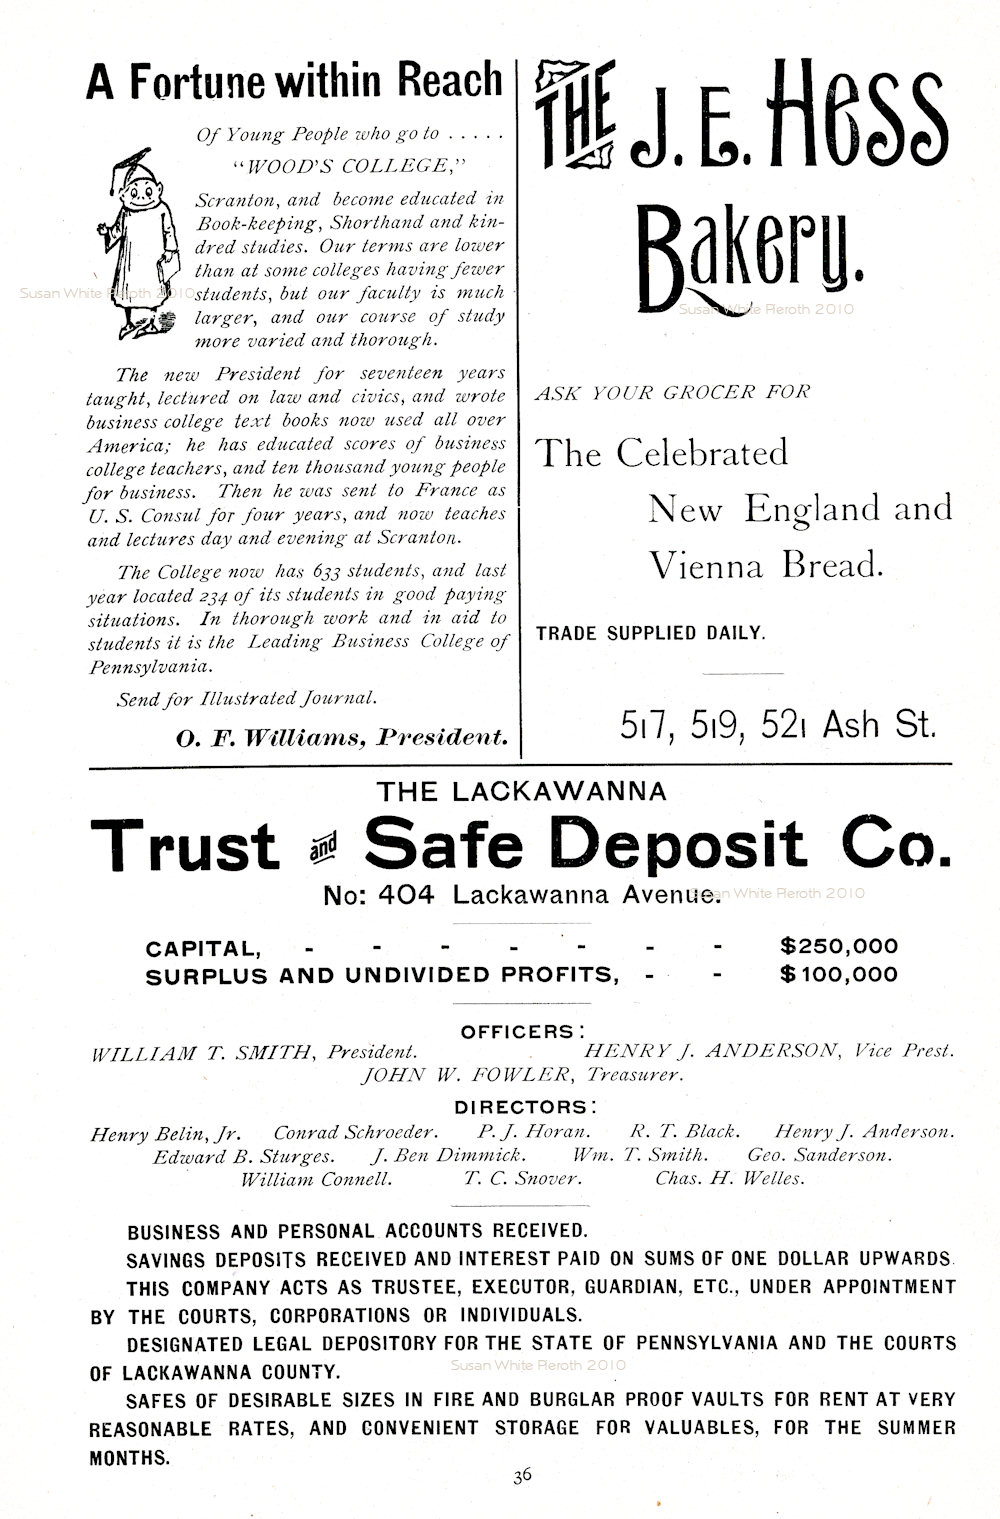 A Fortune within Reach
Of Young People who go to . . . . .
"WOOD'S COLLEGE,"
Scranton, and become educated in
Book-keeping, Shorthand and kin-
dred studies. Our terms are lower
than at some colleges having fewer
students, but our faculty is much
larger, and our course of study
more varied and thorough.
The new President for seventeen years
taught, lectured on law and civics, and wrote
business college text books now used all over
America; he has educated scores of business
college teachers, and ten thousand young people
for business. Then he was sent to France as
U. S. Consul for four years, and now teaches
and lectures day and evening at Scranton.
The College now has 633 students, and last
year located 234 of its students in good paying
situations. In thorough work and in aid to
students it is the Leading Business College of
Pennsylvania.
Send for Illustrated Journal.
O. F. Williams, President.
THE J. E. Hess
Bakery.
ASK YOUR GROCER FOR
The Celebrated
New England and
Vienna Bread.
TRADE SUPPLIED DAILY.
517, 519, 521 Ash St.
THE LACKAWANNA
Trust and Safe Deposit Co.
No: 404 Lackawanna Avenue.
CAPITAL, - - - - - - - $250,000
SURPLUS AND UNDIVIDED PROFITS, - - $100,000
OFFICERS:
WILLIAM T. SMITH, President. HENRY J. ANDERSON, Vice Prest.
JOHN W. FOWLER, Treasurer.
DIRECTORS:
Henry Belin, Jr. Conrad Schroeder. P. J. Horan. R. T. Black. Henry J. Anderson.
Edward B. Sturges. J. Ben Dimmick. Wm. T. Smith. Geo. Sanderson.
William Connell. T. C. Snover. Chas. H. Welles.
BUSINESS AND PERSONAL ACCOUNTS RECEIVED.
SAVINGS DEPOSITS RECEIVED AND INTEREST PAID ON SUMS OF ONE DOLLAR UPWARDS.
THIS COMPANY ACTS AS TRUSTEE, EXECUTOR, GUARDIAN, ETC., UNDER APPOINTMENT
BY THE COURTS, CORPORATIONS OR INDIVIDUALS.
DESIGNATED LEGAL DEPOSITORY FOR THE STATE OF PENNSYLVANIA AND THE COURTS
OF LACKAWANNA COUNTY.
SAFES OF DESIRABLE SIZES IN FIRE AND BURGLAR PROOF VAULTS FOR RENT AT VERY
REASONABLE RATES, AND CONVENIENT STORAGE FOR VALUABLES, FOR THE SUMMER
MONTHS.
36
Susan White Pieroth 2010
Susan White Pieroth 2010
Susan White Pieroth 2010
Susan White Pieroth 2010